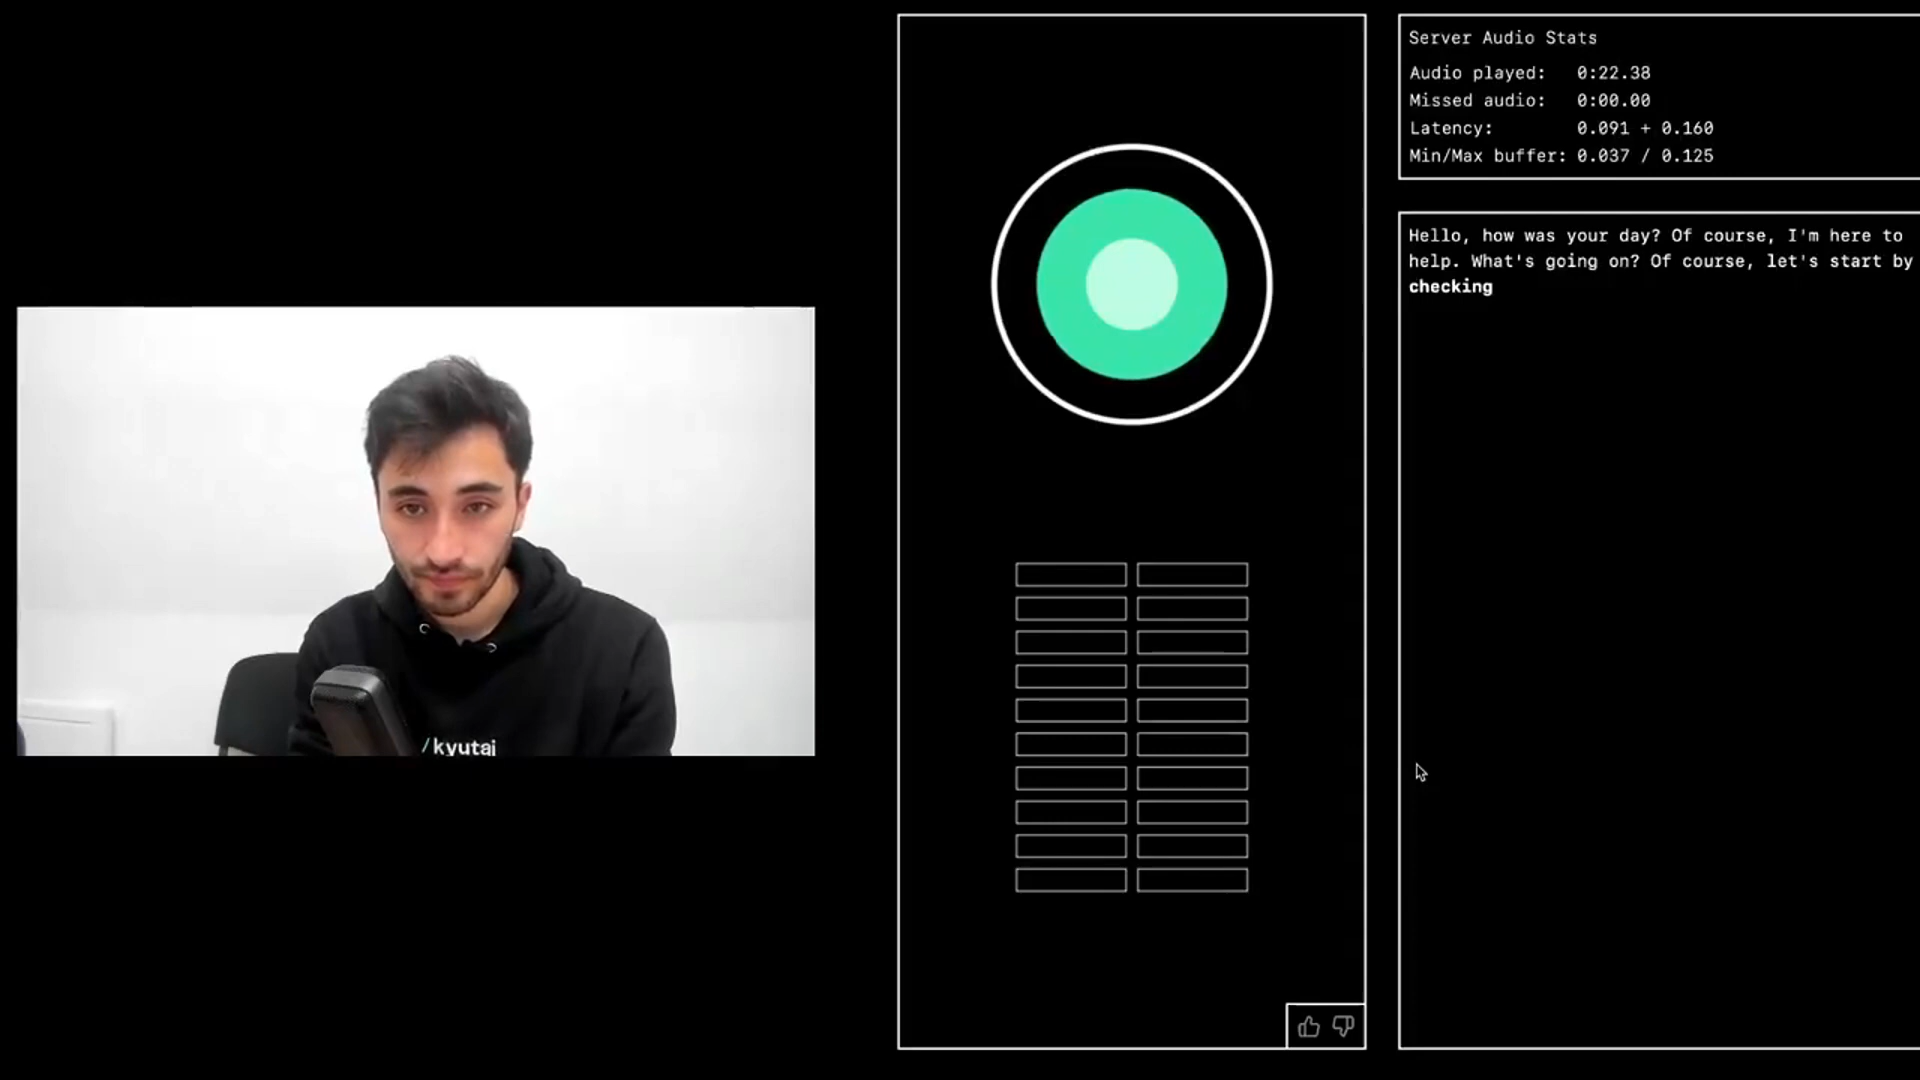 /kyutai
Server Audio Stats
Audio played: 0:22.38
Missed audio: 0:00.00
Latency: 0.091 + 0.160
Min/Max buffer: 0.037 / 0.125
Hello, how was your day? Of course, I'm here to
help. What's going on? Of course, let's start by
checking